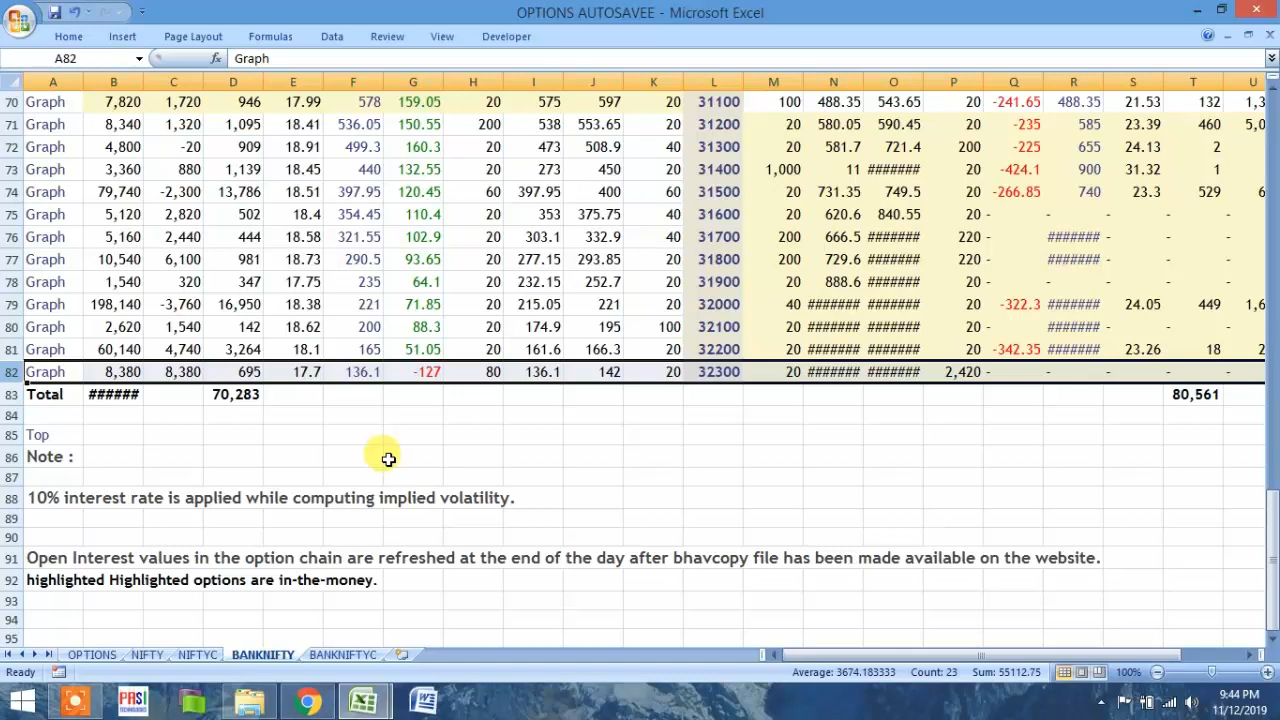 OPTIONS AUTOSAVEE - Microsoft Excel
Home Insert Page Layout Formulas Data Review View Developer
A82 fx Graph
A B C D E F G H I J K L M N O P Q R S T U
70 Graph 7,820 1,720 946 17.99 578 159.05 20 575 597 20 31100 100 488.35 543.65 20 -241.65 488.35 21.53 132 1,3
71 Graph 8,340 1,320 1,095 18.41 536.05 150.55 200 538 553.65 20 31200 20 580.05 590.45 20 -235 585 23.39 460 5,0
72 Graph 4,800 -20 909 18.91 499.3 160.3 20 473 508.9 40 31300 20 581.7 721.4 200 -225 655 24.13 2
73 Graph 3,360 880 1,139 18.45 440 132.55 20 273 450 20 31400 1,000 11 ####### 20 -424.1 900 31.32 1
74 Graph 79,740 -2,300 13,786 18.51 397.95 120.45 60 397.95 400 60 31500 20 731.35 749.5 20 -266.85 740 23.3 529 6
75 Graph 5,120 2,820 502 18.4 354.45 110.4 20 353 375.75 40 31600 20 620.6 840.55 20 - - - - -
76 Graph 5,160 2,440 444 18.58 321.55 102.9 20 303.1 332.9 40 31700 200 666.5 ####### 220 - ####### - - -
77 Graph 10,540 6,100 981 18.73 290.5 93.65 20 277.15 293.85 20 31800 200 729.6 ####### 220 - ####### - - -
78 Graph 1,540 320 347 17.75 235 64.1 20 232.15 252.7 20 31900 20 888.6 ####### 20 - - - - -
79 Graph 198,140 -3,760 16,950 18.38 221 71.85 20 215.05 221 20 32000 40 ####### ####### 20 -322.3 ####### 24.05 449 1,6
80 Graph 2,620 1,540 142 18.62 200 88.3 20 174.9 195 100 32100 20 ####### ####### 20 - ####### - - -
81 Graph 60,140 4,740 3,264 18.1 165 51.05 20 161.6 166.3 20 32200 20 ####### ####### 20 -342.35 ####### 23.26 18 2
82 Graph 8,380 8,380 695 17.7 136.1 -127 80 136.1 142 20 32300 20 ####### ####### 2,420 - - - - -
83 Total ###### 70,283 80,561
84
85 Top
86 Note :
87
88 10% interest rate is applied while computing implied volatility.
89
90
91 Open Interest values in the option chain are refreshed at the end of the day after bhavcopy file has been made available on the website.
92 highlighted Highlighted options are in-the-money.
93
94
95
OPTIONS NIFTY NIFTYC BANKNIFTY BANKNIFTYC
Ready Average: 3674.183333 Count: 23 Sum: 55112.75 100%
PASI
9:44 PM
11/12/2019